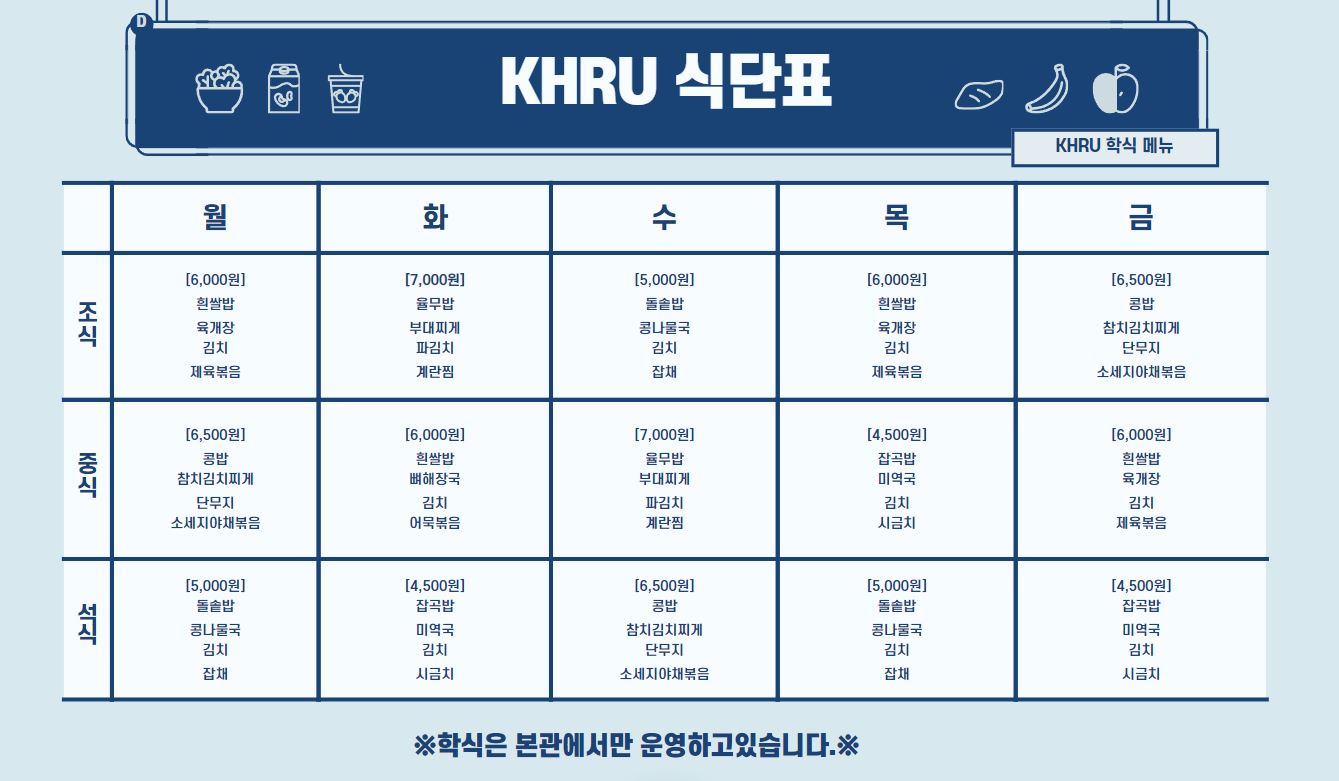 D
KHRU 식단표
KHRU 학식 메뉴
월 화 수 목 금
조식
[6,000원] [7,000원] [5,000원] [6,000원] [6,500원]
흰쌀밥 율무밥 돌솥밥 흰쌀밥 콩밥
육개장 부대찌게 콩나물국 육개장 참치김치찌게
김치 파김치 김치 김치 단무지
제육볶음 계란찜 잡채 제육볶음 소세지야채볶음
중식
[6,500원] [6,000원] [7,000원] [4,500원] [6,000원]
콩밥 흰쌀밥 율무밥 잡곡밥 흰쌀밥
참치김치찌게 뼈해장국 부대찌게 미역국 육개장
단무지 김치 파김치 김치 김치
소세지야채볶음 어묵볶음 계란찜 시금치 제육볶음
석식
[5,000원] [4,500원] [6,500원] [5,000원] [4,500원]
돌솥밥 잡곡밥 콩밥 돌솥밥 잡곡밥
콩나물국 미역국 참치김치찌게 콩나물국 미역국
김치 김치 단무지 김치 김치
잡채 시금치 소세지야채볶음 잡채 시금치
※학식은 본관에서만 운영하고있습니다.※